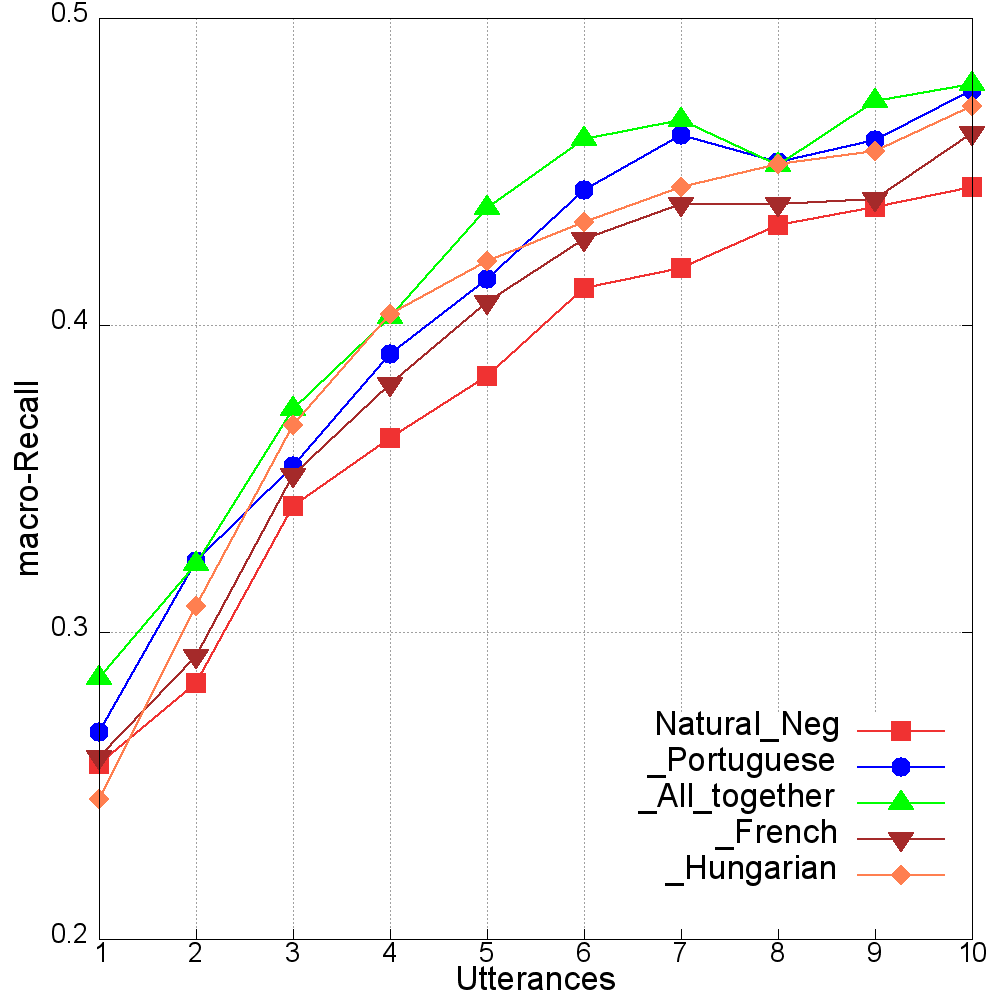 0.5
0.4
0.3
0.2
macro-Recall
Natural_Neg
_Portuguese
_All_together
_French
_Hungarian
1 2 3 4 5 6 7 8 9 10
Utterances